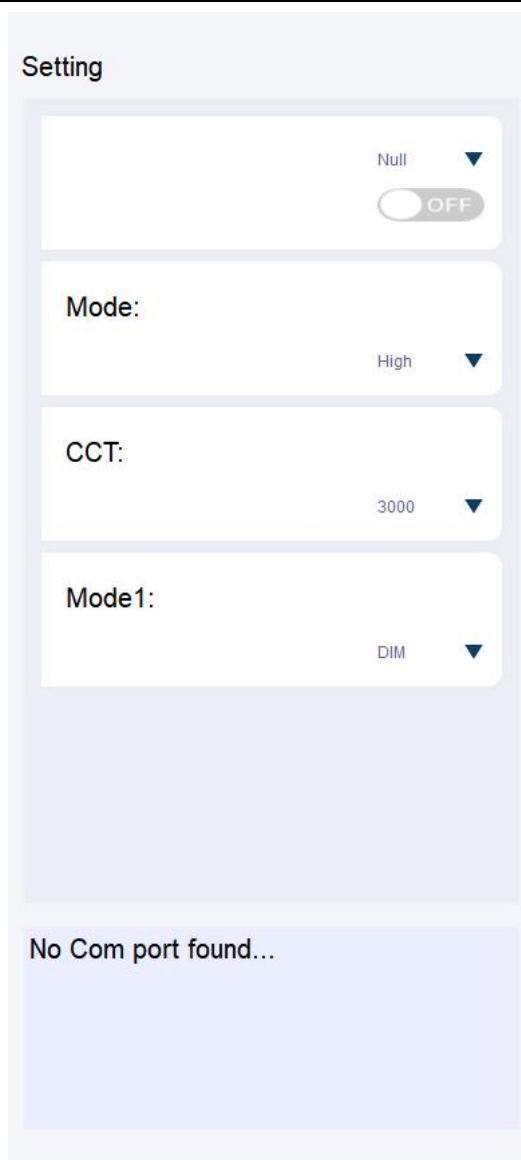 Setting
Null
OFF
Mode:
High
CCT:
3000
Mode1:
DIM
No Com port found...